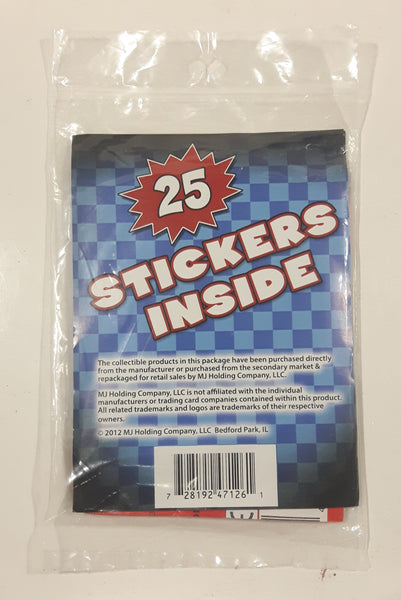 25
STICKERS
INSIDE
The collectible products in this package have been purchased directly
from the manufacturer or purchased from the secondary market &
repackaged for retail sales by MJ Holding Company, LLC.
MJ Holding Company, LLC is not affiliated with the individual
manufacturers or trading card companies contained within this product.
All related trademarks and logos are trademarks of their respective
owners.
© 2012 MJ Holding Company, LLC Bedford Park, IL
7 28192 47126 1